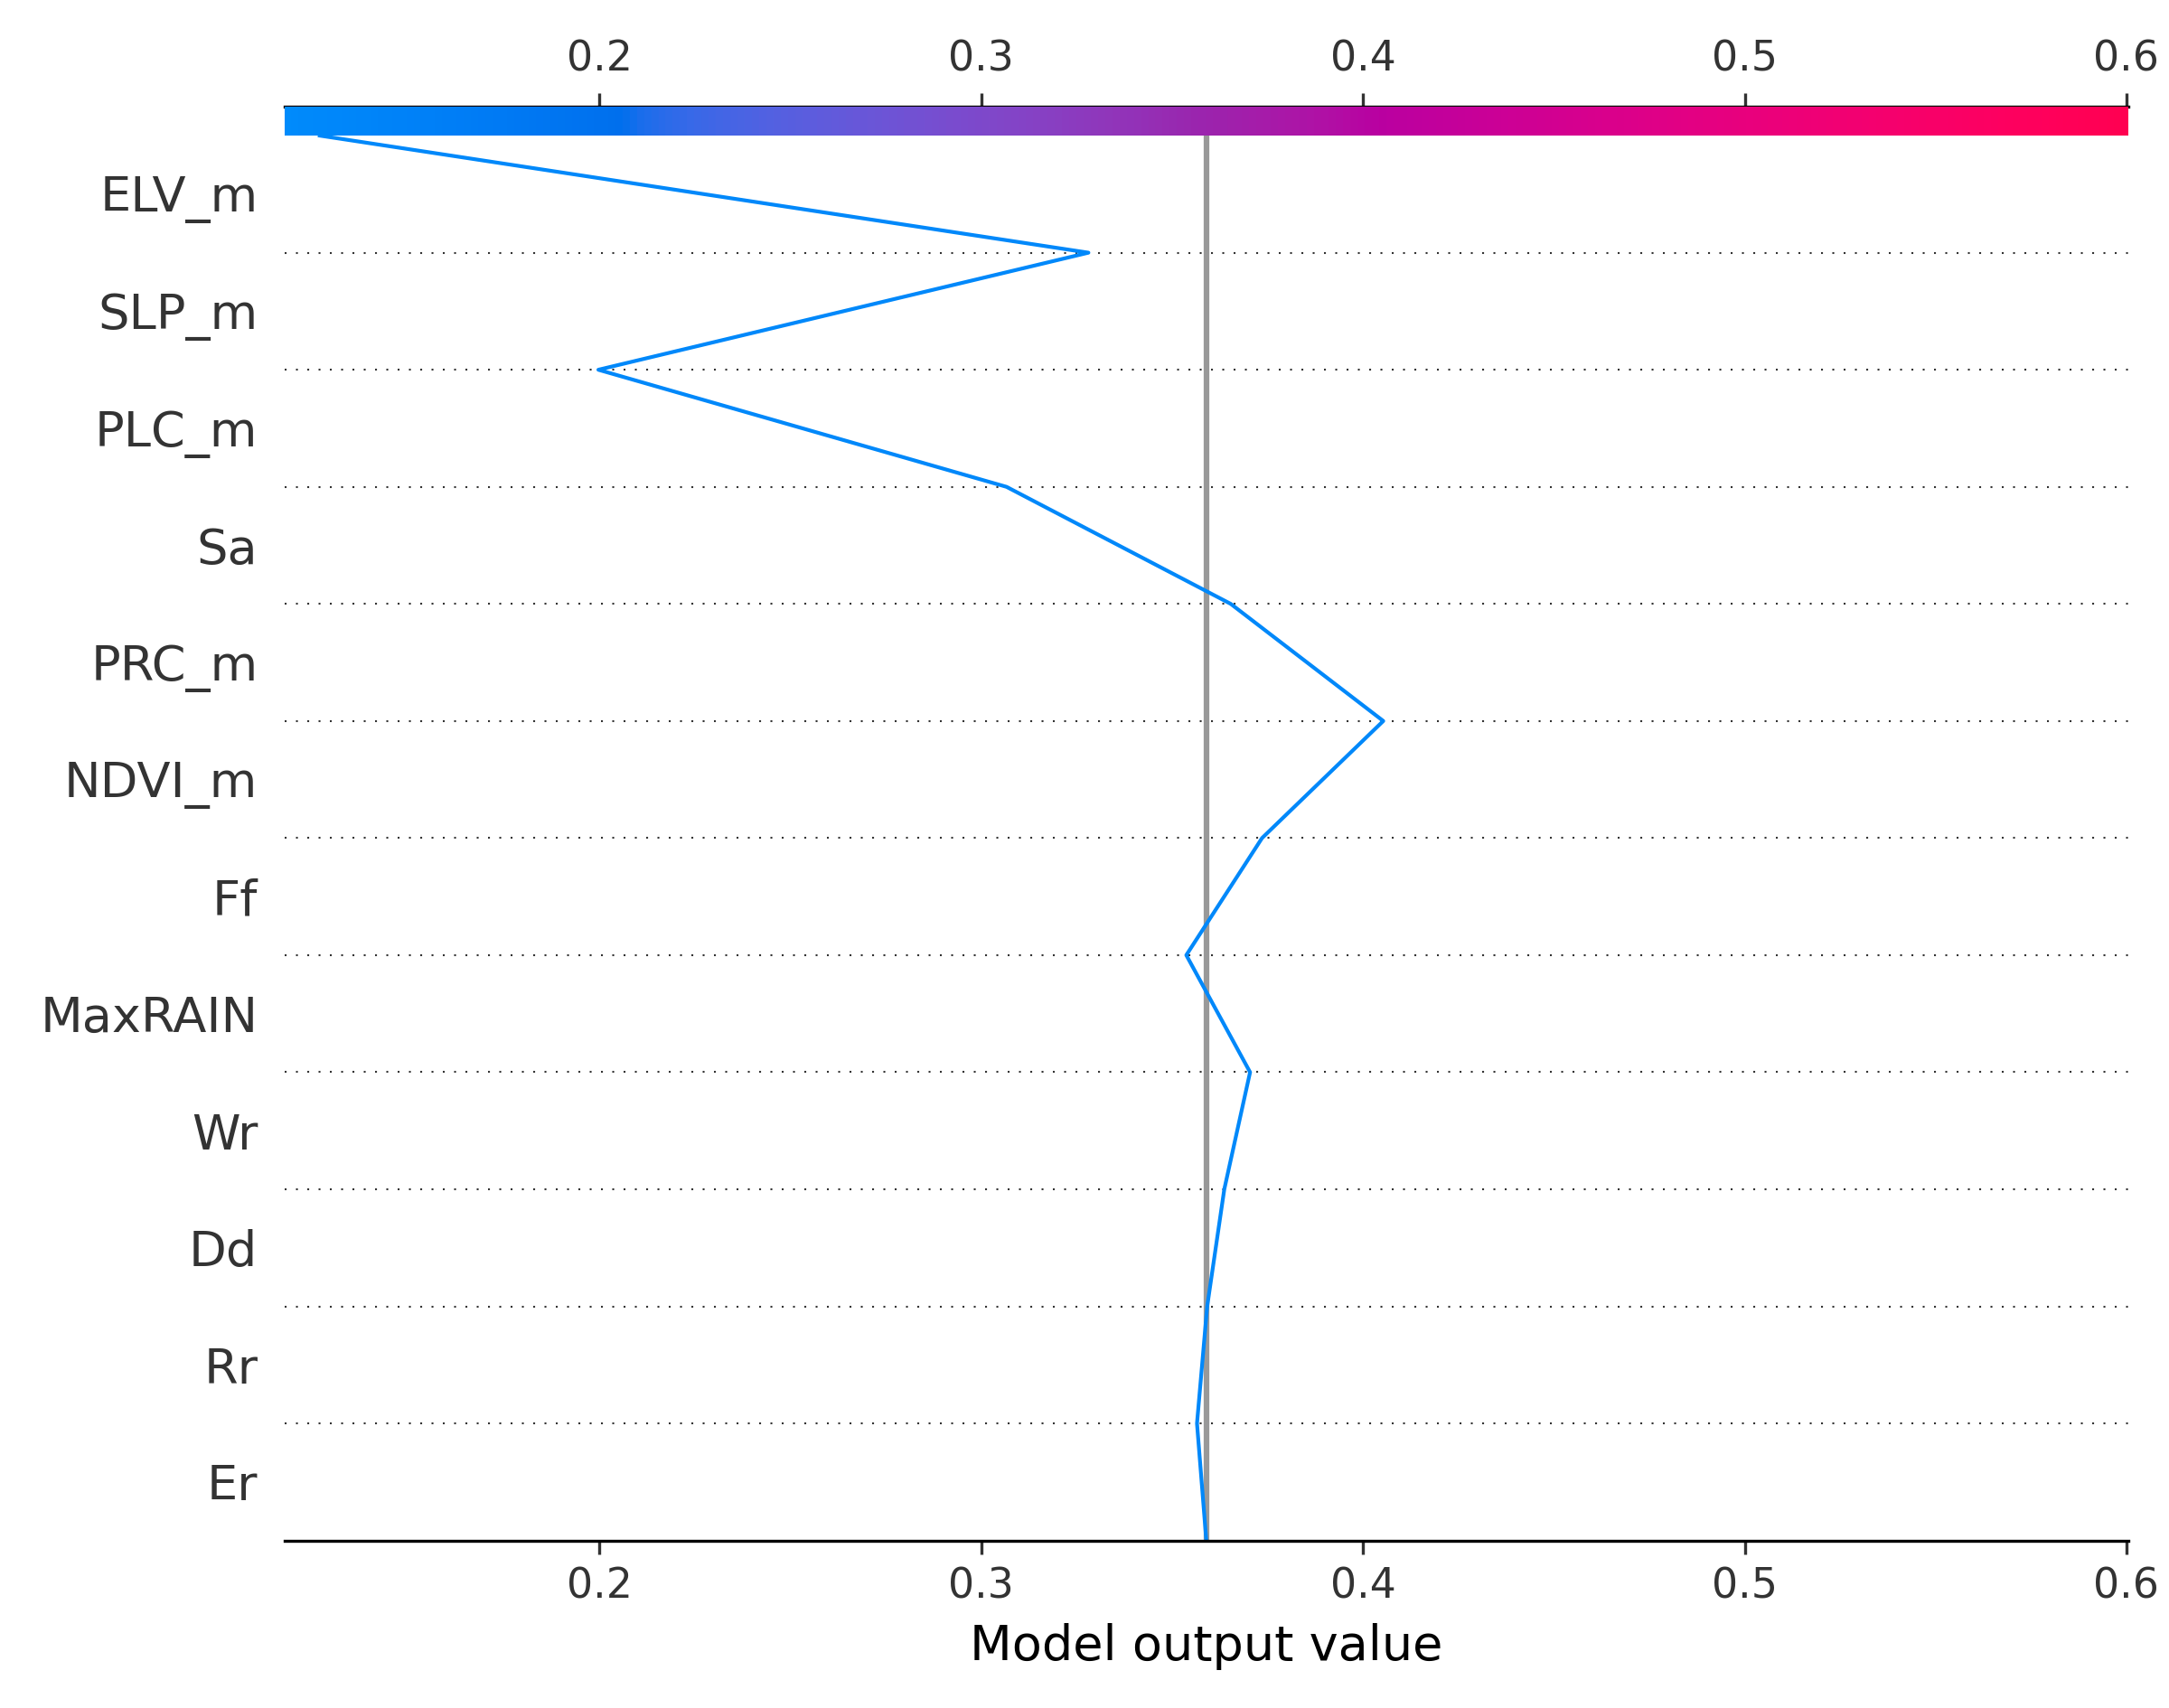 0.2 0.3 0.4 0.5 0.6
ELV_m
SLP_m
PLC_m
Sa
PRC_m
NDVI_m
Ff
MaxRAIN
Wr
Dd
Rr
Er
0.2 0.3 0.4 0.5 0.6
Model output value